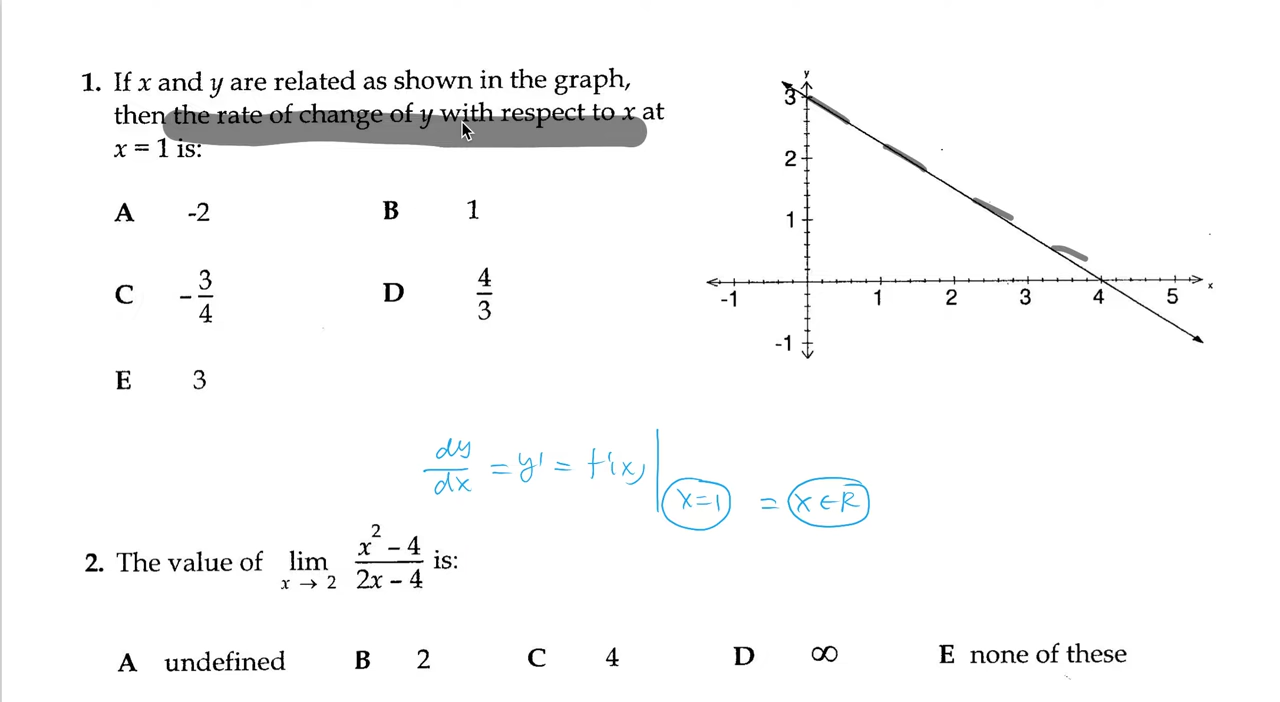 1. If x and y are related as shown in the graph,
then the rate of change of y with respect to x at
x = 1 is:
A -2 B 1
C -3/4 D 4/3
E 3
y
3
2
1
-1 1 2 3 4 5 x
-1
dy/dx = y' = f'(x) | x=1 = x ∈ R
2. The value of lim x → 2 (x² - 4)/(2x - 4) is:
A undefined B 2 C 4 D ∞ E none of these